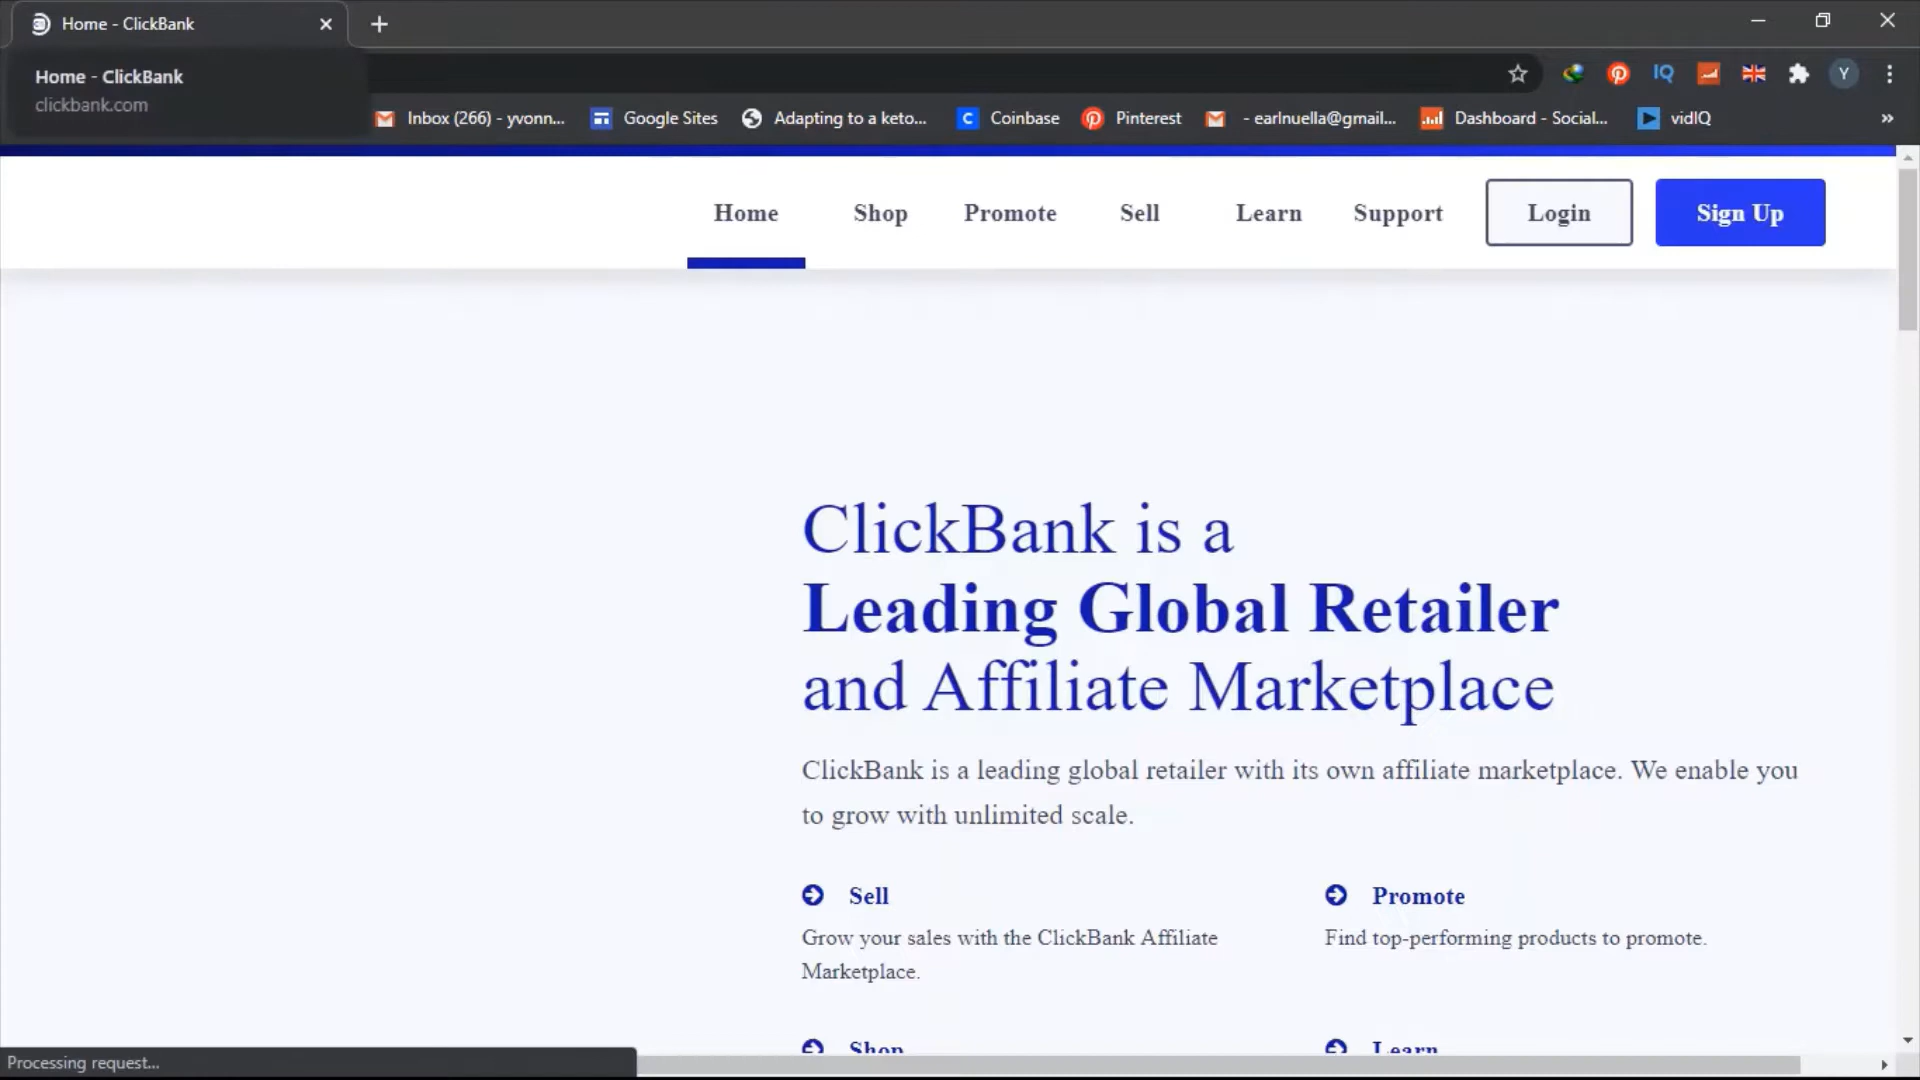 Home - ClickBank
Home - ClickBank
clickbank.com
IQ
Y
Inbox (266) - yvonn...
Google Sites
Adapting to a keto...
C
Coinbase
Pinterest
- earlnuella@gmail...
Dashboard - Social...
vidIQ
»
Home
Shop
Promote
Sell
Learn
Support
Login
Sign Up
ClickBank is a
Leading Global Retailer
and Affiliate Marketplace
ClickBank is a leading global retailer with its own affiliate marketplace. We enable you
to grow with unlimited scale.
Sell
Promote
Grow your sales with the ClickBank Affiliate
Marketplace.
Find top-performing products to promote.
Shop
Learn
Processing request...